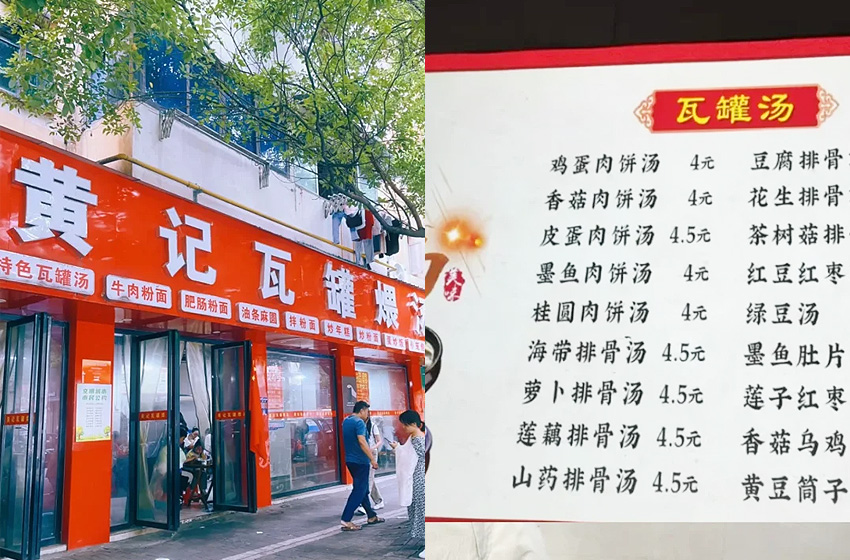 黄记瓦罐煨
特色瓦罐汤
牛肉粉面
肥肠粉面
油条麻圆
拌粉面
炒年糕
炒粉面
瓦罐汤
鸡蛋肉饼汤 4元
香菇肉饼汤 4元
皮蛋肉饼汤 4.5元
墨鱼肉饼汤 4元
桂圆肉饼汤 4元
海带排骨汤 4.5元
萝卜排骨汤 4.5元
莲藕排骨汤 4.5元
山药排骨汤 4.5元
豆腐排骨
花生排骨
茶树菇排
红豆红枣
绿豆汤
墨鱼肚片
莲子红枣
香菇乌鸡
黄豆筒子